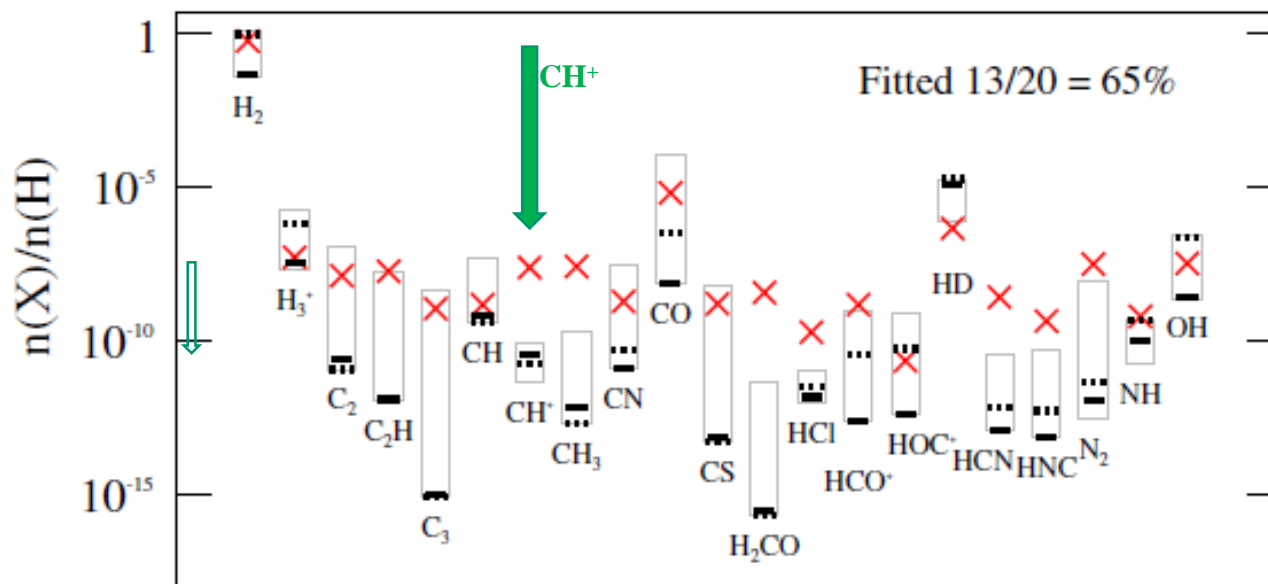 1
CH⁺
Fitted 13/20 = 65%
H₂
10⁻⁵
n(X)/n(H)
H₃⁺
HD
CO
OH
10⁻¹⁰
CH
C₂
CN
NH
C₂H
CH⁺
CH₃
HCl
HOC⁺
HCN
HNC
N₂
CS
HCO⁺
10⁻¹⁵
C₃
H₂CO